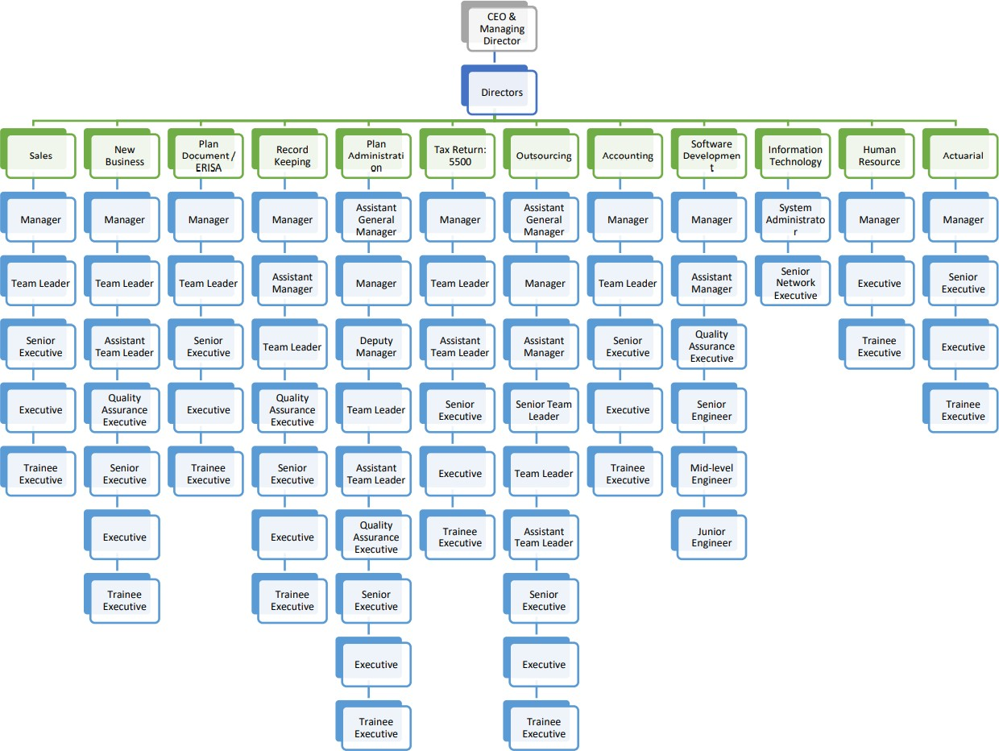 CEO &
Managing
Director
Directors
Sales
New
Business
Plan
Document /
ERISA
Record
Keeping
Plan
Administrati
on
Tax Return:
5500
Outsourcing
Accounting
Software
Developmen
t
Information
Technology
Human
Resource
Actuarial
Manager
Manager
Manager
Manager
Assistant
General
Manager
Manager
Assistant
General
Manager
Manager
Manager
System
Administrato
r
Manager
Manager
Team Leader
Team Leader
Team Leader
Assistant
Manager
Manager
Team Leader
Manager
Team Leader
Assistant
Manager
Senior
Network
Executive
Executive
Senior
Executive
Senior
Executive
Assistant
Team Leader
Senior
Executive
Team Leader
Deputy
Manager
Assistant
Team Leader
Assistant
Manager
Senior
Executive
Quality
Assurance
Executive
Trainee
Executive
Executive
Executive
Quality
Assurance
Executive
Executive
Quality
Assurance
Executive
Team Leader
Senior
Executive
Senior Team
Leader
Executive
Senior
Engineer
Trainee
Executive
Trainee
Executive
Senior
Executive
Trainee
Executive
Senior
Executive
Assistant
Team Leader
Executive
Team Leader
Trainee
Executive
Mid-level
Engineer
Executive
Executive
Quality
Assurance
Executive
Trainee
Executive
Assistant
Team Leader
Junior
Engineer
Trainee
Executive
Trainee
Executive
Senior
Executive
Senior
Executive
Executive
Executive
Trainee
Executive
Trainee
Executive